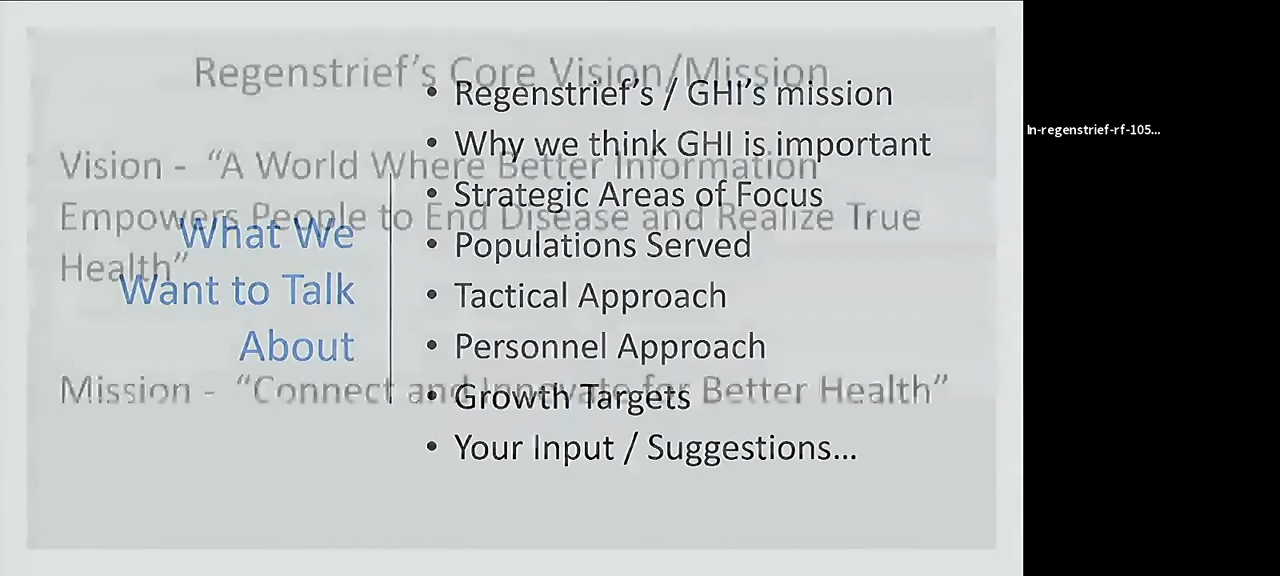 Regenstrief’s Core Vision/Mission
Vision - “A World Where Better Information
Empowers People to End Disease and Realize True
Health”
Mission - “Connect and Innovate for Better Health”
What We
Want to Talk
About
• Regenstrief’s / GHI’s mission
• Why we think GHI is important
• Strategic Areas of Focus
• Populations Served
• Tactical Approach
• Personnel Approach
• Growth Targets
• Your Input / Suggestions…
In-regenstrief-rf-105...